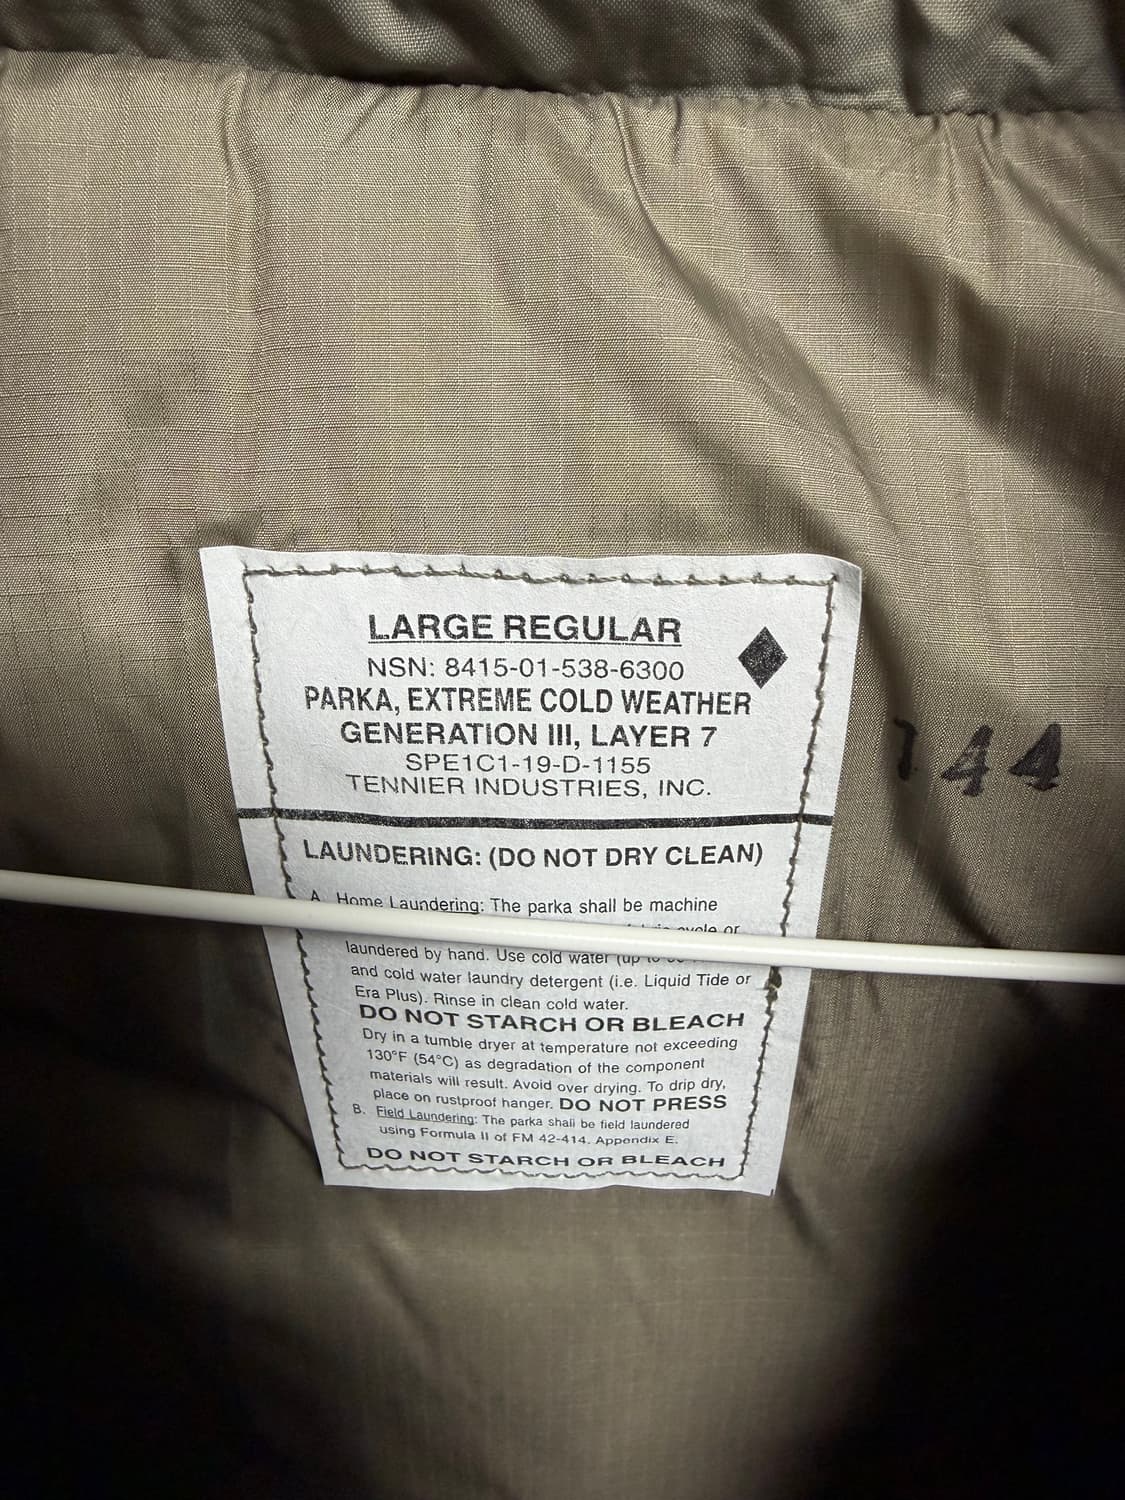 LARGE REGULAR
NSN: 8415-01-538-6300
PARKA, EXTREME COLD WEATHER
GENERATION III, LAYER 7
SPE1C1-19-D-1155
TENNIER INDUSTRIES, INC.
744
LAUNDERING: (DO NOT DRY CLEAN)
A. Home Laundering: The parka shall be machine
or
laundered by hand. Use cold water (up to
and cold water laundry detergent (i.e. Liquid Tide or
Era Plus). Rinse in clean cold water.
DO NOT STARCH OR BLEACH
Dry in a tumble dryer at temperature not exceeding
130°F (54°C) as degradation of the component
materials will result. Avoid over drying. To drip dry,
place on rustproof hanger. DO NOT PRESS
B. Field Laundering: The parka shall be field laundered
using Formula II of FM 42-414. Appendix E.
DO NOT STARCH OR BLEACH